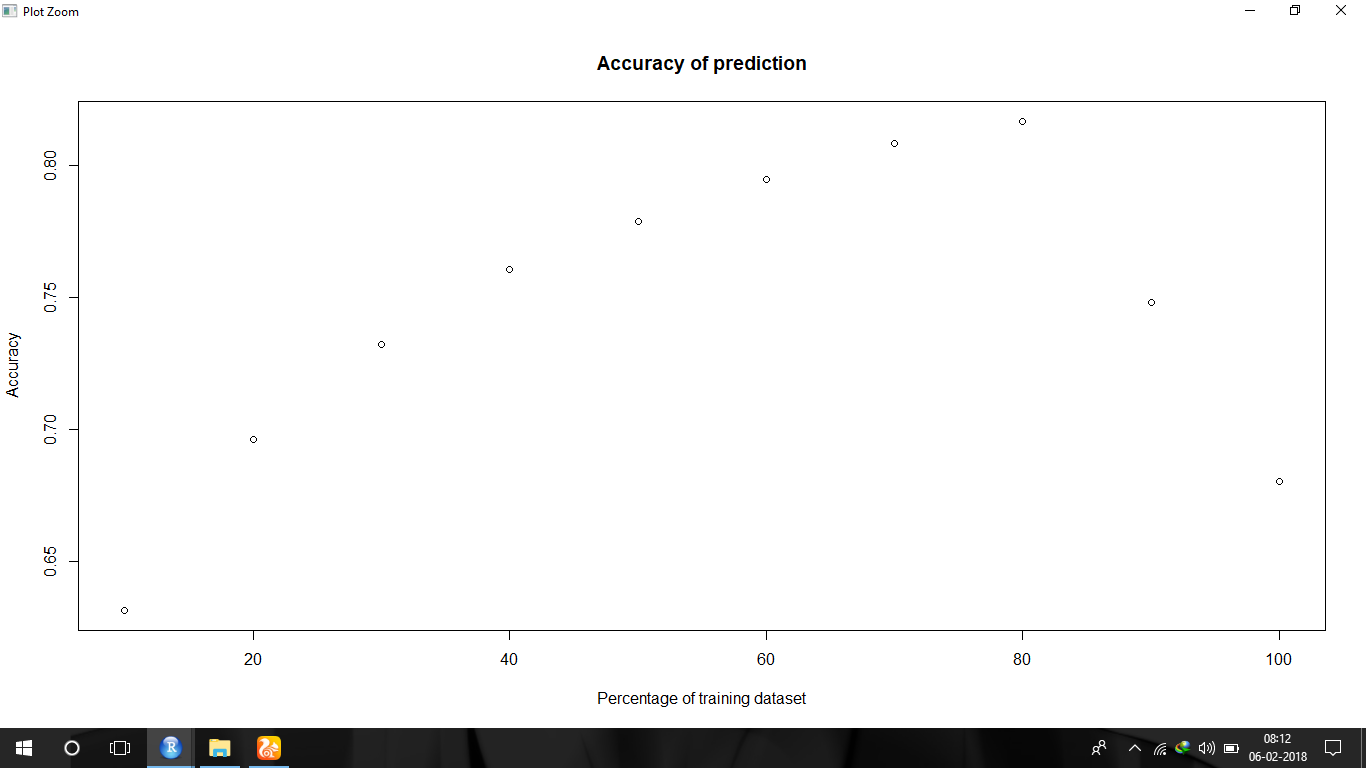 Plot Zoom
Accuracy of prediction
0.80
0.75
0.70
0.65
Accuracy
20 40 60 80 100
Percentage of training dataset
R
08:12
06-02-2018